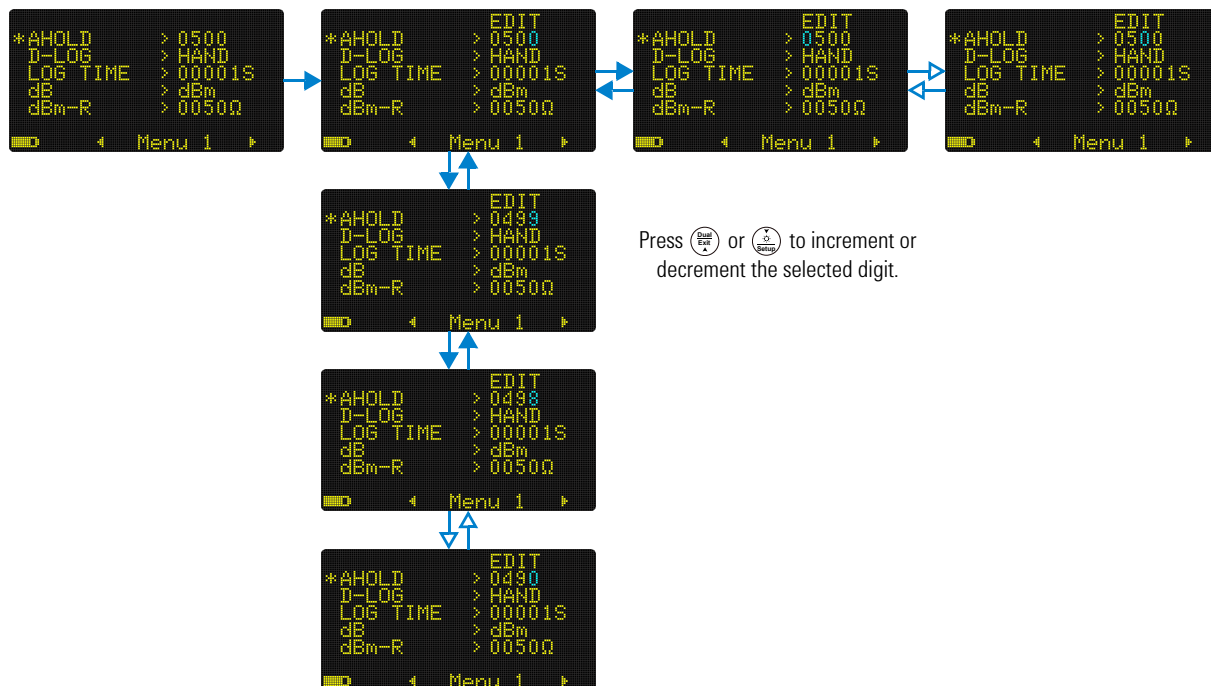 *AHOLD > 0500
D-LOG > HAND
LOG TIME > 00001S
dB > dBm
dBm-R > 0050Ω
Menu 1
EDIT
*AHOLD > 0500
D-LOG > HAND
LOG TIME > 00001S
dB > dBm
dBm-R > 0050Ω
Menu 1
EDIT
*AHOLD > 0500
D-LOG > HAND
LOG TIME > 00001S
dB > dBm
dBm-R > 0050Ω
Menu 1
EDIT
*AHOLD > 0500
D-LOG > HAND
LOG TIME > 00001S
dB > dBm
dBm-R > 0050Ω
Menu 1
EDIT
*AHOLD > 0499
D-LOG > HAND
LOG TIME > 00001S
dB > dBm
dBm-R > 0050Ω
Menu 1
Press Dual Exit or Setup to increment or
decrement the selected digit.
EDIT
*AHOLD > 0498
D-LOG > HAND
LOG TIME > 00001S
dB > dBm
dBm-R > 0050Ω
Menu 1
EDIT
*AHOLD > 0490
D-LOG > HAND
LOG TIME > 00001S
dB > dBm
dBm-R > 0050Ω
Menu 1